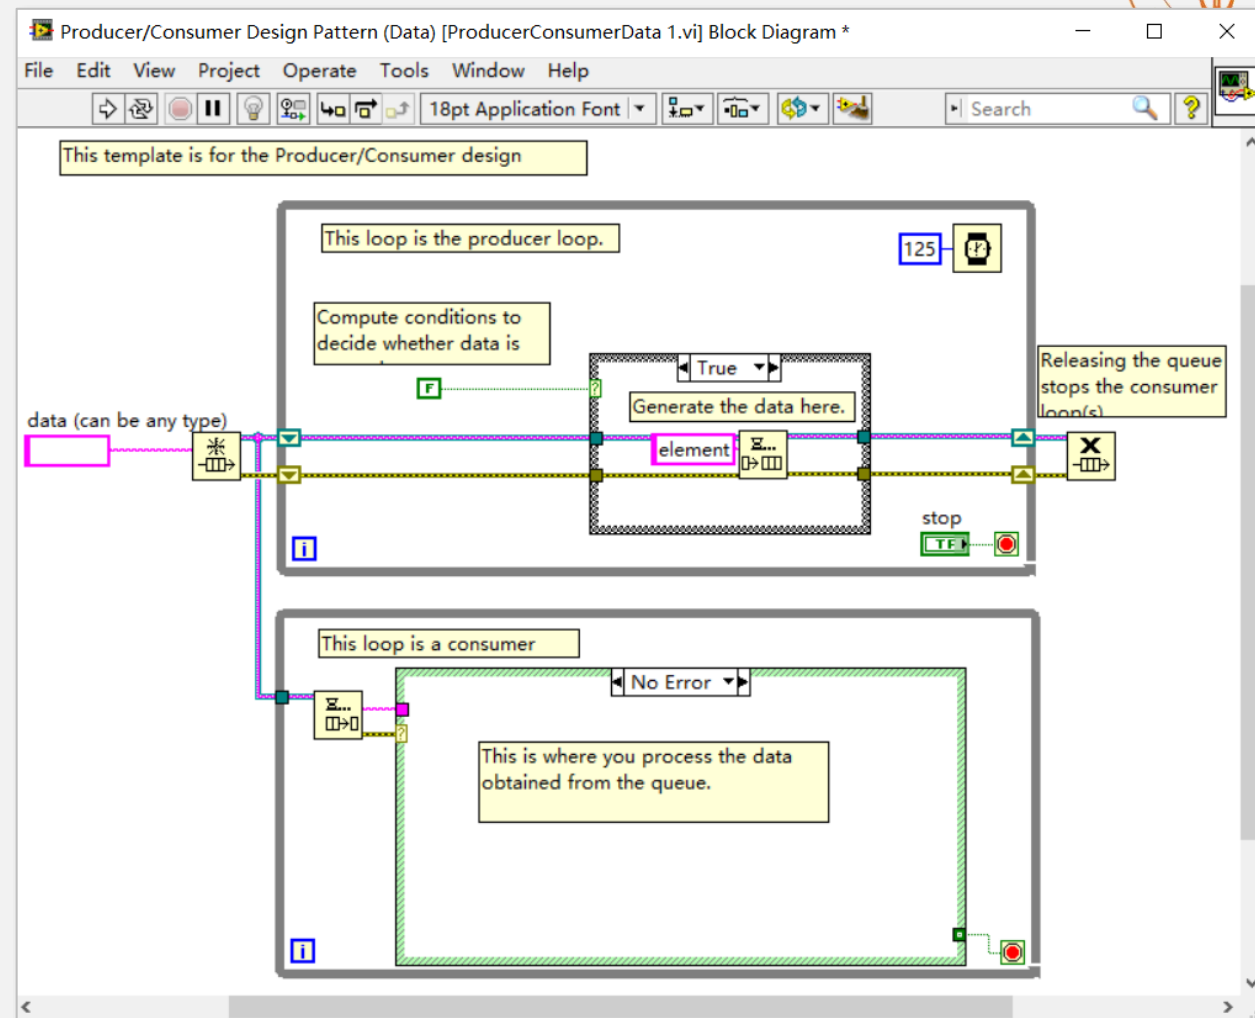 Producer/Consumer Design Pattern (Data) [ProducerConsumerData 1.vi] Block Diagram *
File Edit View Project Operate Tools Window Help
18pt Application Font
Search
?
This template is for the Producer/Consumer design
This loop is the producer loop.
125
Compute conditions to
decide whether data is
True
Releasing the queue
stops the consumer
loop(s)
F
?
Generate the data here.
data (can be any type)
element
stop
TF
i
This loop is a consumer
No Error
?
This is where you process the data
obtained from the queue.
i